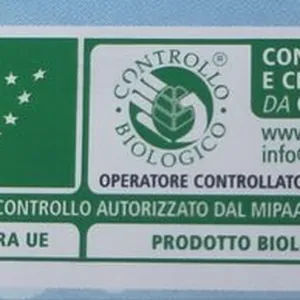 CONTROLLO ®
BIOLOGICO
CON
E C
DA
www
info
OPERATORE CONTROLLATO
CONTROLLO AUTORIZZATO DAL MIPAA
RA UE
PRODOTTO BIOL